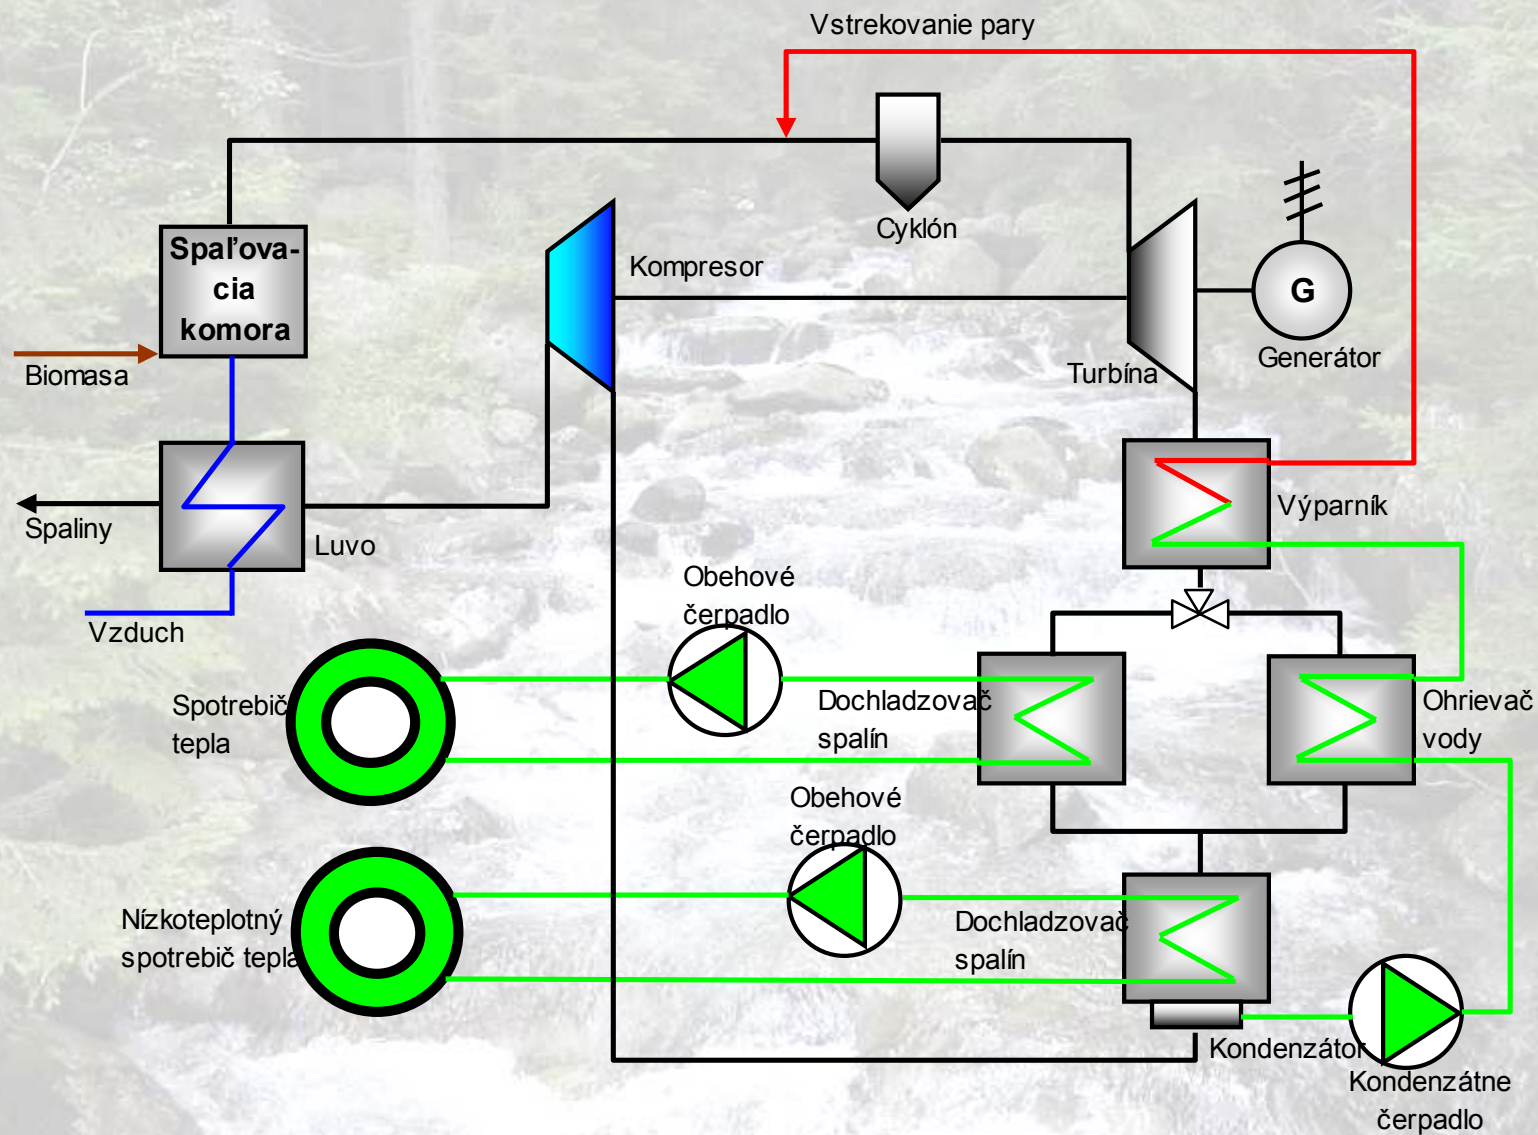 Vstrekovanie pary
Cyklón
Spaľova-
cia
komora
Kompresor
G
Biomasa
Turbína
Generátor
Spaliny
Luvo
Výparník
Vzduch
Obehové
čerpadlo
Spotrebič
tepla
Dochladzovač
spalín
Ohrievač
vody
Obehové
čerpadlo
Nízkoteplotný
spotrebič tepla
Dochladzovač
spalín
Kondenzátor
Kondenzátne
čerpadlo